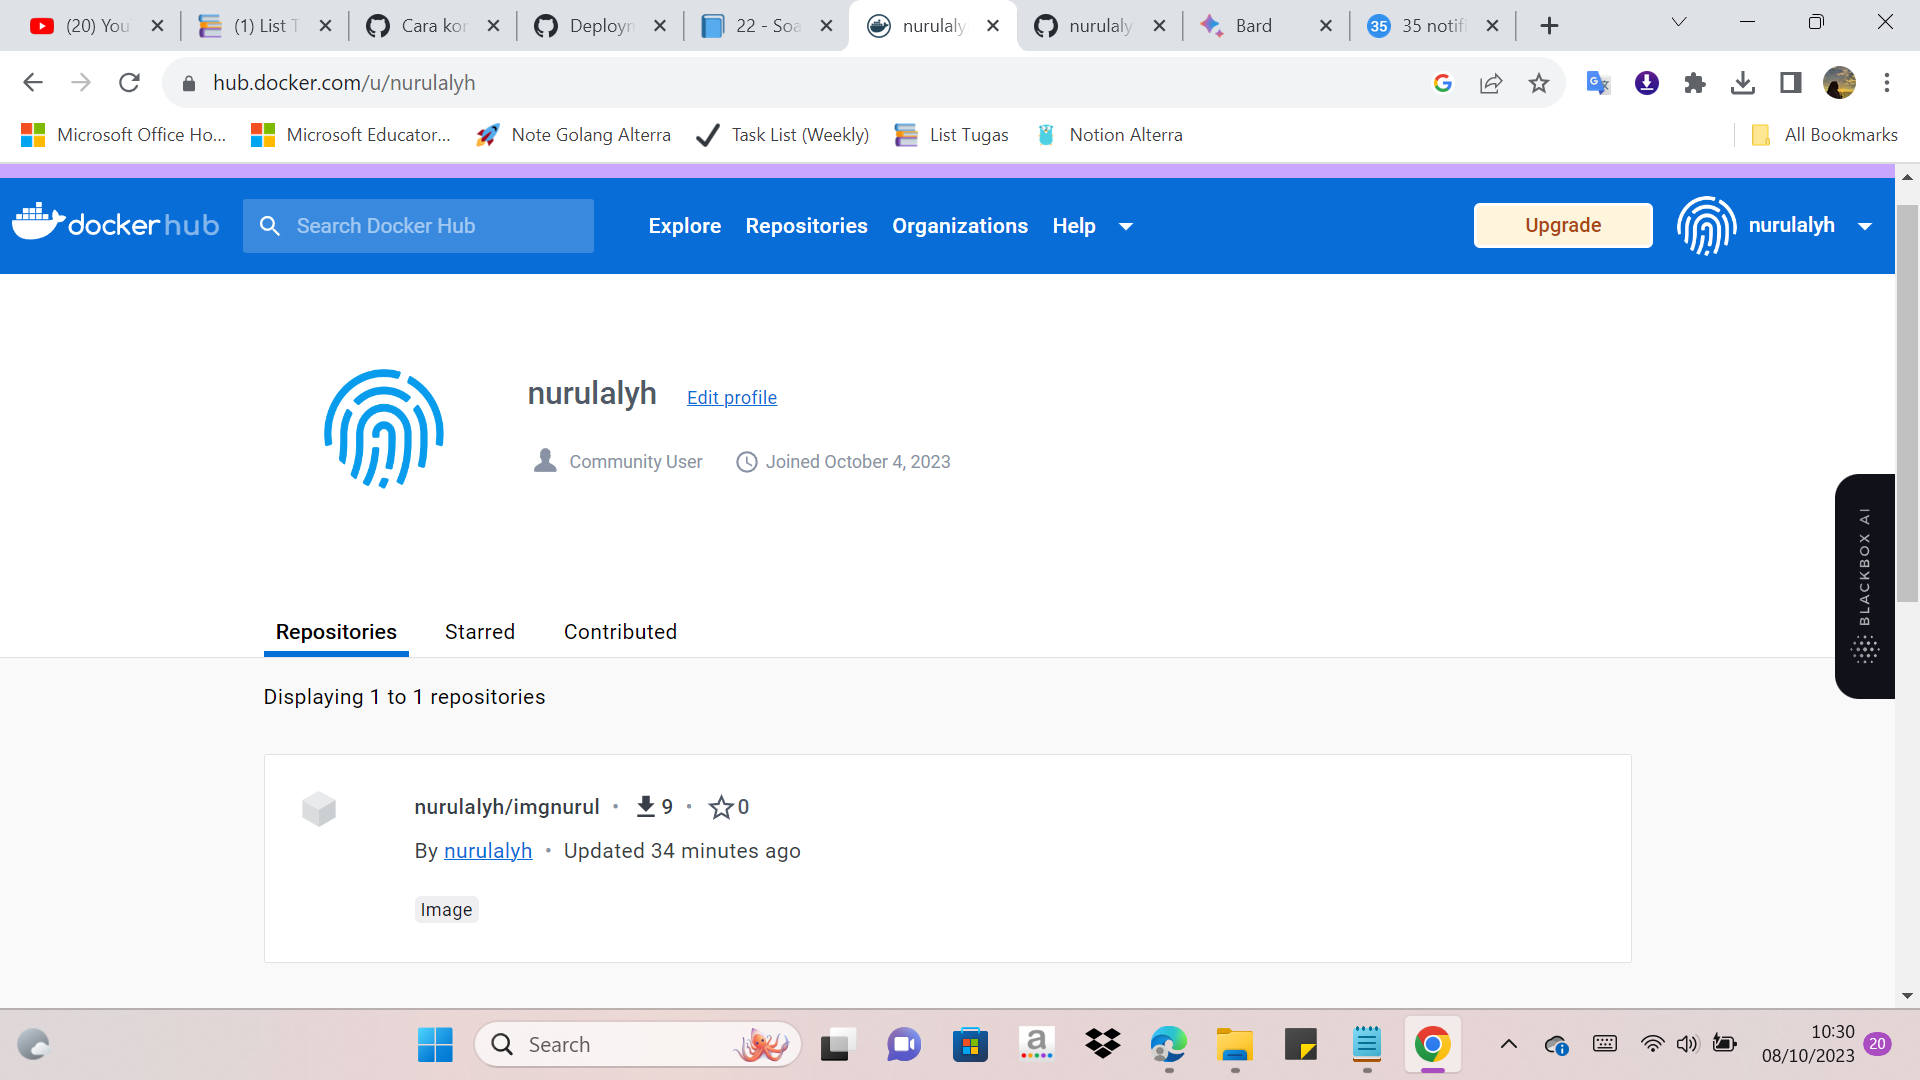 (20) You
(1) List T
Cara kor
Deployn
22 - Soa
nurulaly
nurulaly
Bard
35 35 notifi
hub.docker.com/u/nurulalyh
Microsoft Office Ho...
Microsoft Educator...
Note Golang Alterra
Task List (Weekly)
List Tugas
Notion Alterra
All Bookmarks
docker hub
Search Docker Hub
Explore
Repositories
Organizations
Help
Upgrade
nurulalyh
nurulalyh
Edit profile
Community User
Joined October 4, 2023
BLACKBOX AI
Repositories
Starred
Contributed
Displaying 1 to 1 repositories
nurulalyh/imgnurul • 9 • 0
By nurulalyh • Updated 34 minutes ago
Image
Search
10:30
08/10/2023
20